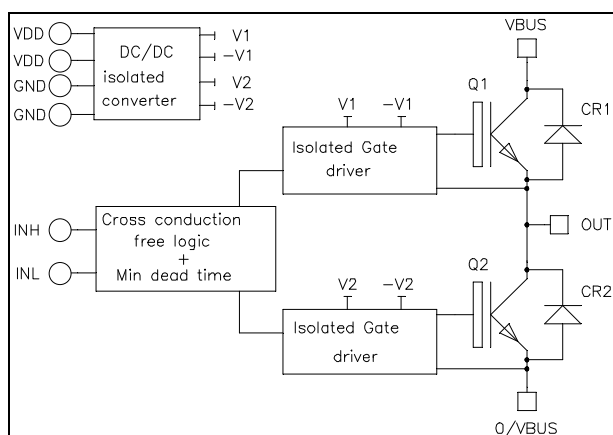 VDD
VDD
GND
GND
DC/DC
isolated
converter
V1
-V1
V2
-V2
VBUS
Q1
CR1
V1
-V1
Isolated Gate
driver
INH
INL
Cross conduction
free logic
+
Min dead time
OUT
Q2
CR2
V2
-V2
Isolated Gate
driver
0/VBUS